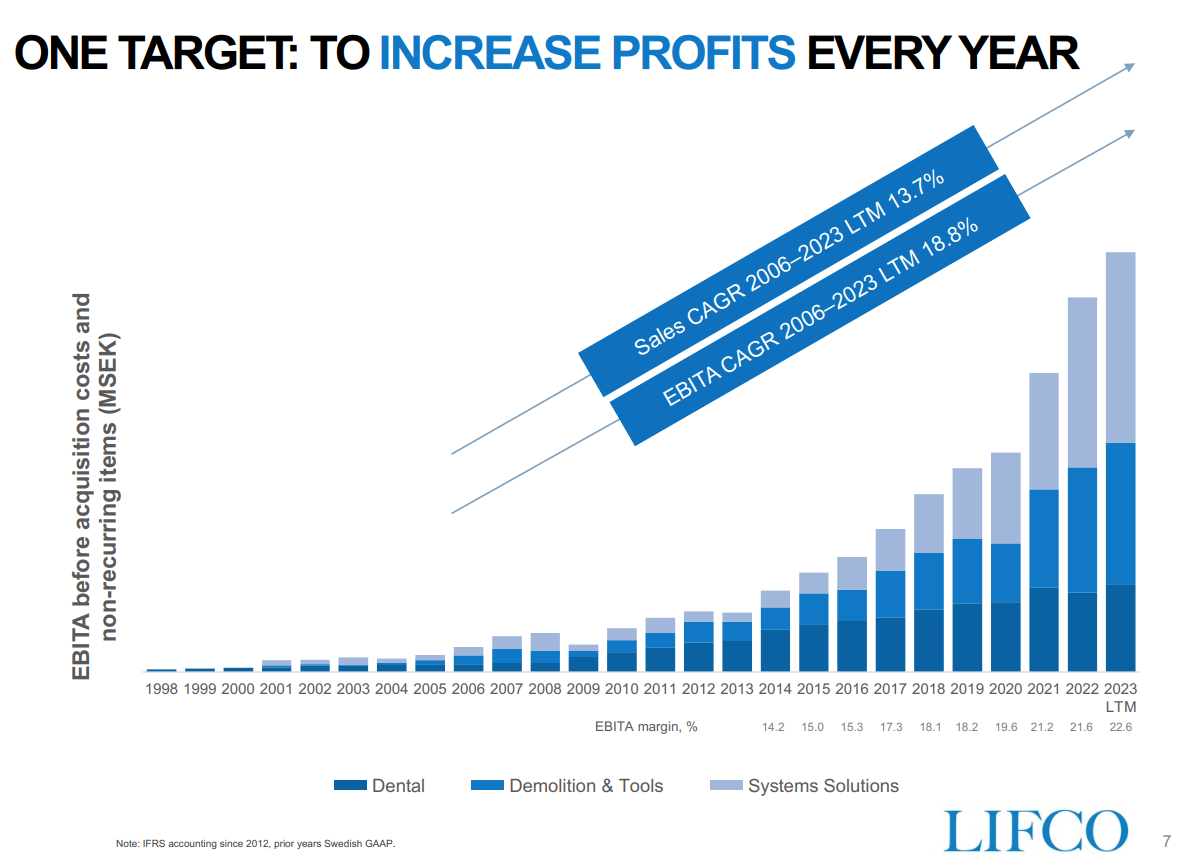 ONE TARGET: TO INCREASE PROFITS EVERY YEAR
Sales CAGR 2006–2023 LTM 13.7%
EBITA CAGR 2006–2023 LTM 18.8%
EBITA before acquisition costs and
non-recurring items (MSEK)
1998 1999 2000 2001 2002 2003 2004 2005 2006 2007 2008 2009 2010 2011 2012 2013 2014 2015 2016 2017 2018 2019 2020 2021 2022 2023
LTM
EBITA margin, % 14.2 15.0 15.3 17.3 18.1 18.2 19.6 21.2 21.6 22.6
Dental Demolition & Tools Systems Solutions
Note: IFRS accounting since 2012, prior years Swedish GAAP.
LIFCO
7